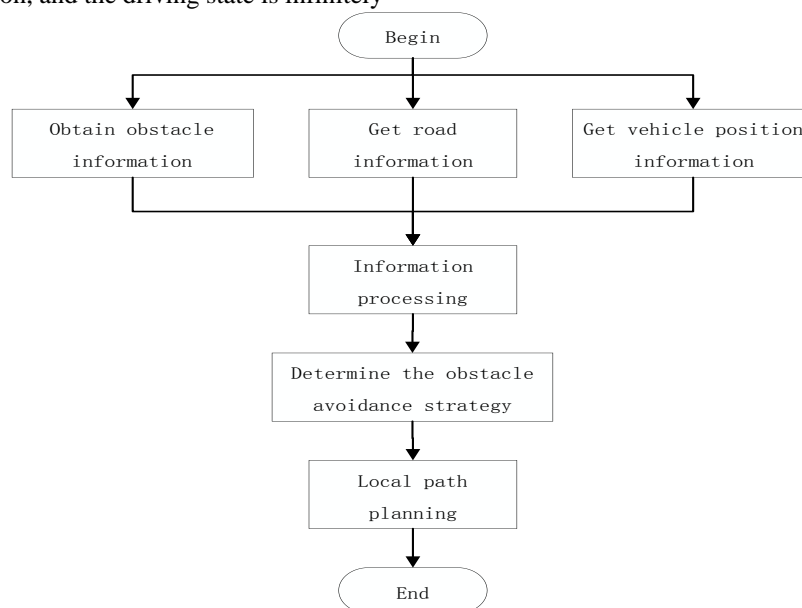 on, and the driving state is infinitely
Begin
Obtain obstacle
information
Get road
information
Get vehicle position
information
Information
processing
Determine the obstacle
avoidance strategy
Local path
planning
End